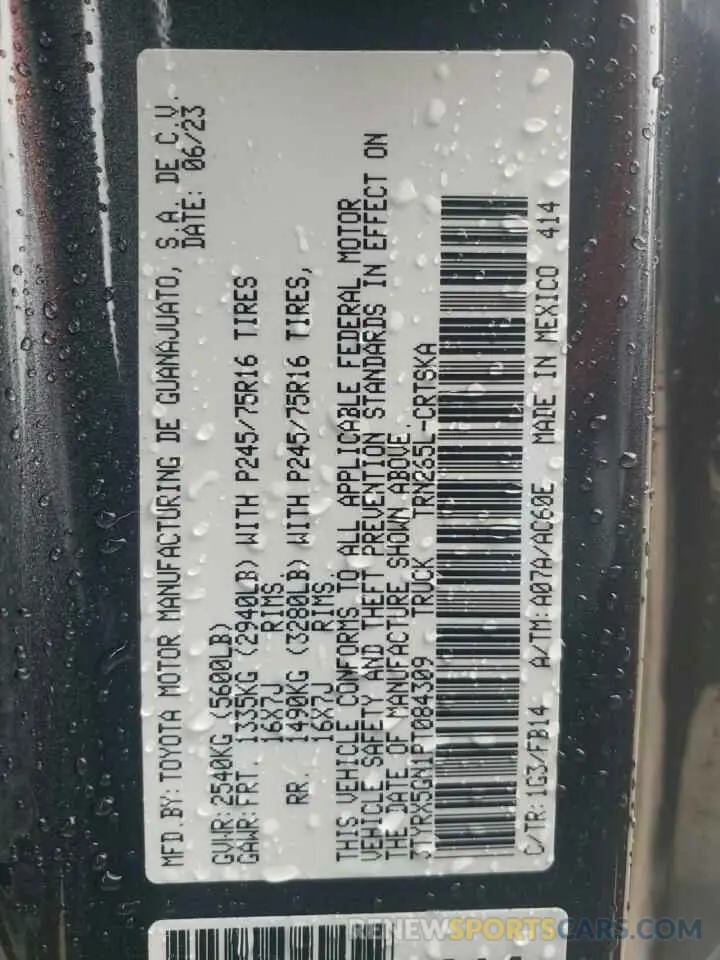 MFD.BY:TOYOTA MOTOR MANUFACTURING DE GUANAJUATO, S.A. DE C.V.
DATE: 06/23
GVWR:2540KG (5600LB)
GAWR:FRT. 1335KG (2940LB) WITH P245/75R16 TIRES
16X7J RIMS.
RR. 1490KG (3280LB) WITH P245/75R16 TIRES,
16X7J RIMS.
THIS VEHICLE CONFORMS TO ALL APPLICABLE FEDERAL MOTOR
VEHICLE SAFETY AND THEFT PREVENTION STANDARDS IN EFFECT ON
THE DATE OF MANUFACTURE SHOWN ABOVE.
3TYRX5GN1PT084309 TRUCK TRN265L-CRTSKA
C/TR:1G3/FB14 A/TM:A07A/AC60E MADE IN MEXICO 414
RENEWSPORTSCARS.COM